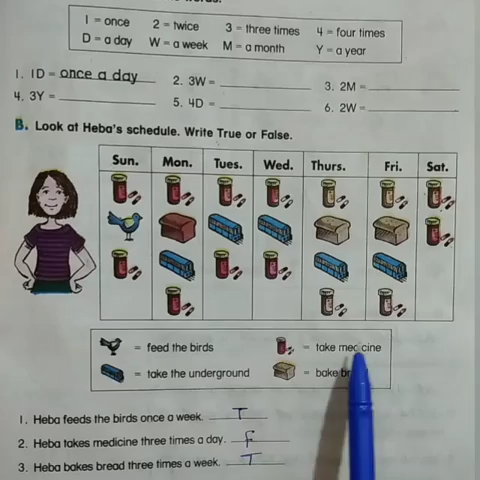 1 = once 2 = twice 3 = three times 4 = four times
D = a day W = a week M = a month Y = a year
1. 1D = once a day 2. 3W = 3. 2M =
4. 3Y = 5. 4D = 6. 2W =
B. Look at Heba's schedule. Write True or False.
Sun. Mon. Tues. Wed. Thurs. Fri. Sat.
= feed the birds = take medicine
= take the underground = bake
1. Heba feeds the birds once a week. T
2. Heba takes medicine three times a day. F
3. Heba bakes bread three times a week. T